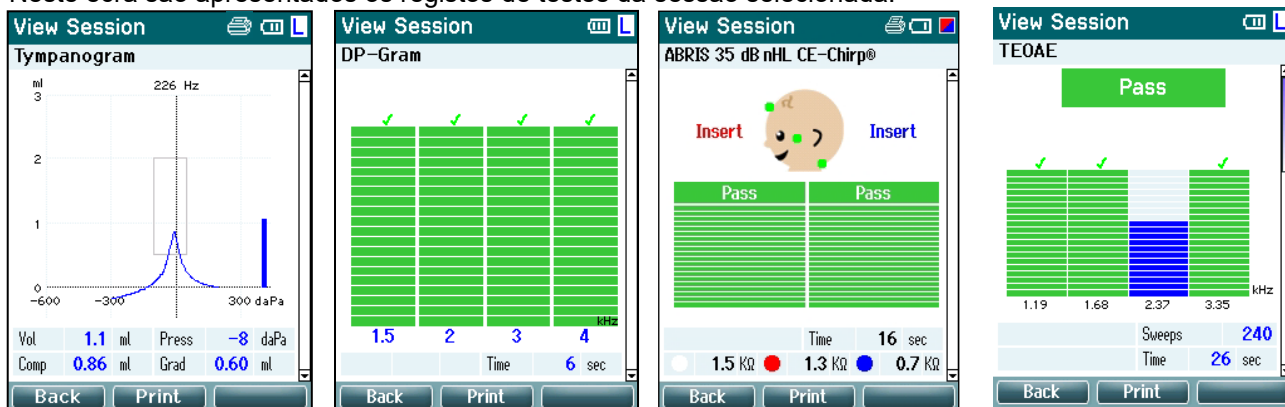 Neste ecrã são apresentados os registos de testes da sessão selecionada.
View Session L
Tympanogram
ml
226 Hz
3
2
1
0
-600 -300 300 daPa
Vol 1.1 ml Press -8 daPa
Comp 0.86 ml Grad 0.60 ml
Back Print
View Session L
DP-Gram
kHz
1.5 2 3 4
Time 6 sec
Back Print
View Session
ABRIS 35 dB nHL CE-Chirp®
Insert Insert
Pass Pass
Time 16 sec
1.5 KΩ 1.3 KΩ 0.7 KΩ
Back Print
View Session L
TEOAE
Pass
kHz
1.19 1.68 2.37 3.35
Sweeps 240
Time 26 sec
Back Print